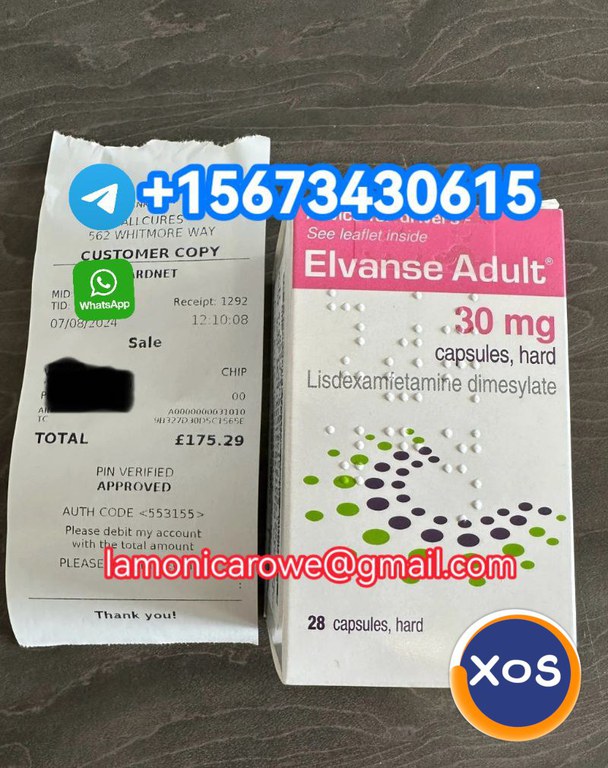 +15673430615
ALLCURES
562 WHITMORE WAY
CUSTOMER COPY
WhatsApp
MID
TID:
Receipt: 1292
07/08/2024
12:10:08
Sale
CHIP
00
A0000000031010
TC
TOTAL £175.29
PIN VERIFIED
APPROVED
AUTH CODE <553155>
Please debit my account
with the total amount
PLEASE
lamonicarowe@gmail.com
Thank you!
See leaflet inside
Elvanse Adult®
30 mg
capsules, hard
Lisdexamfetamine dimesylate
28 capsules, hard
XOS